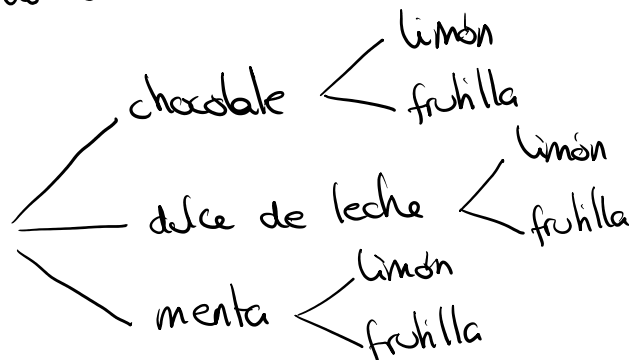 limón
chocolate
frutilla
limón
dulce de leche
frutilla
limón
menta
frutilla